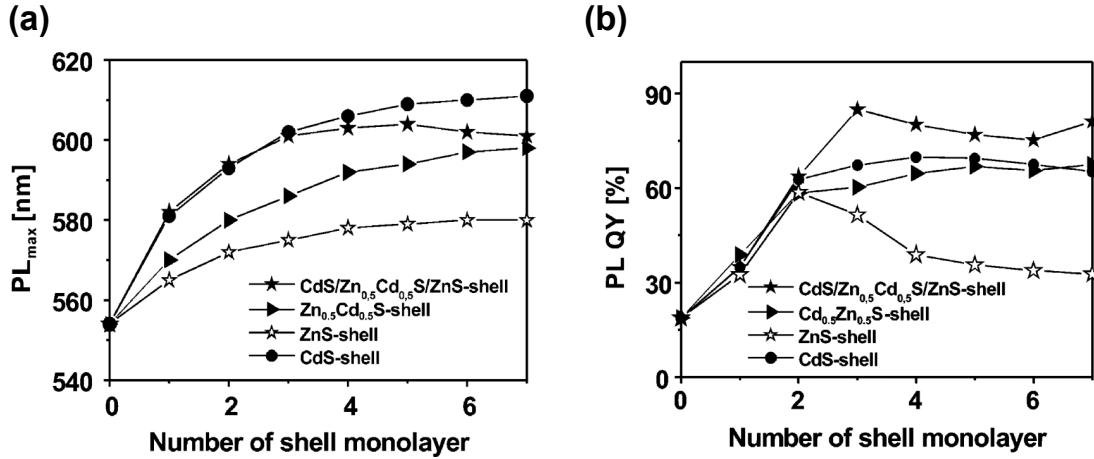 (a)
PLmax [nm]
620
600
580
560
540
CdS/Zn0,5Cd0,5S/ZnS-shell
Zn0.5Cd0.5S-shell
ZnS-shell
CdS-shell
0 2 4 6
Number of shell monolayer
(b)
PL QY [%]
90
60
30
0
CdS/Zn0,5Cd0,5S/ZnS-shell
Cd0.5Zn0.5S-shell
ZnS-shell
CdS-shell
0 2 4 6
Number of shell monolayer